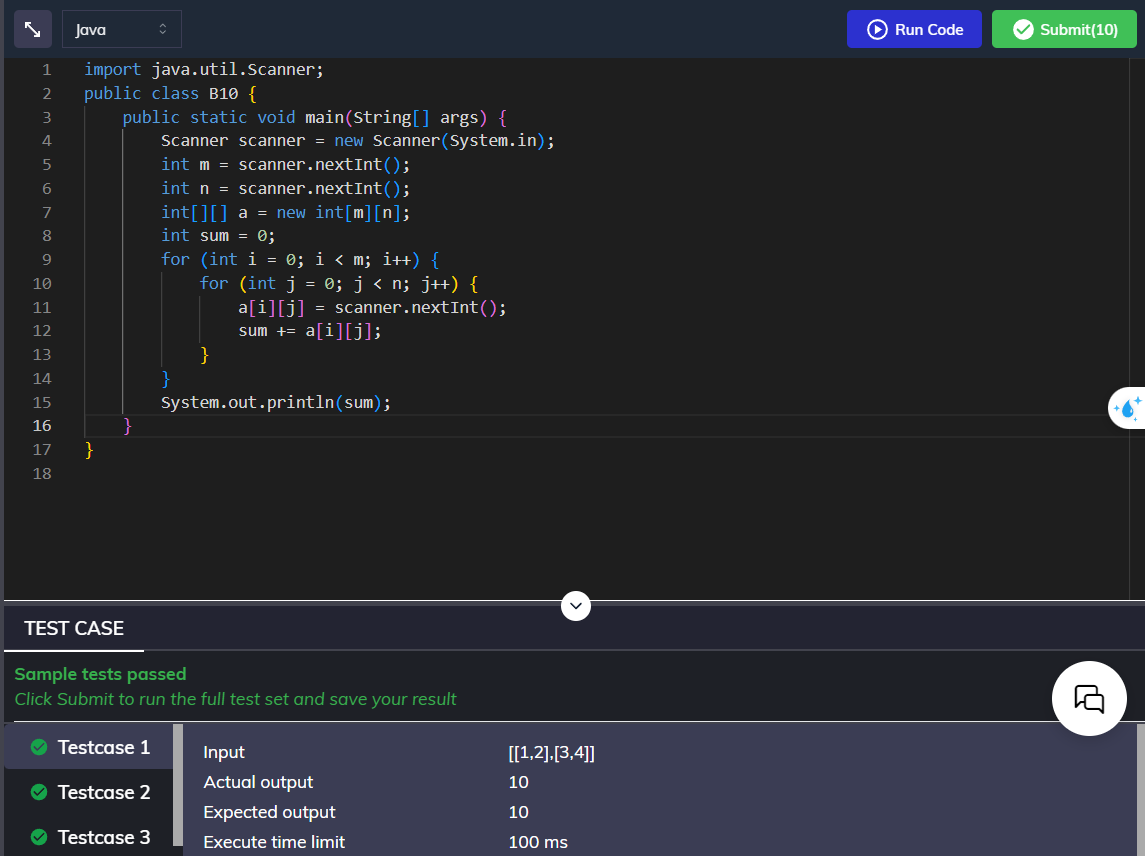 Java
Run Code
Submit(10)
1 import java.util.Scanner;
2 public class B10 {
3 public static void main(String[] args) {
4 Scanner scanner = new Scanner(System.in);
5 int m = scanner.nextInt();
6 int n = scanner.nextInt();
7 int[][] a = new int[m][n];
8 int sum = 0;
9 for (int i = 0; i < m; i++) {
10 for (int j = 0; j < n; j++) {
11 a[i][j] = scanner.nextInt();
12 sum += a[i][j];
13 }
14 }
15 System.out.println(sum);
16 }
17 }
18
TEST CASE
Sample tests passed
Click Submit to run the full test set and save your result
Testcase 1
Testcase 2
Testcase 3
Input [[1,2],[3,4]]
Actual output 10
Expected output 10
Execute time limit 100 ms